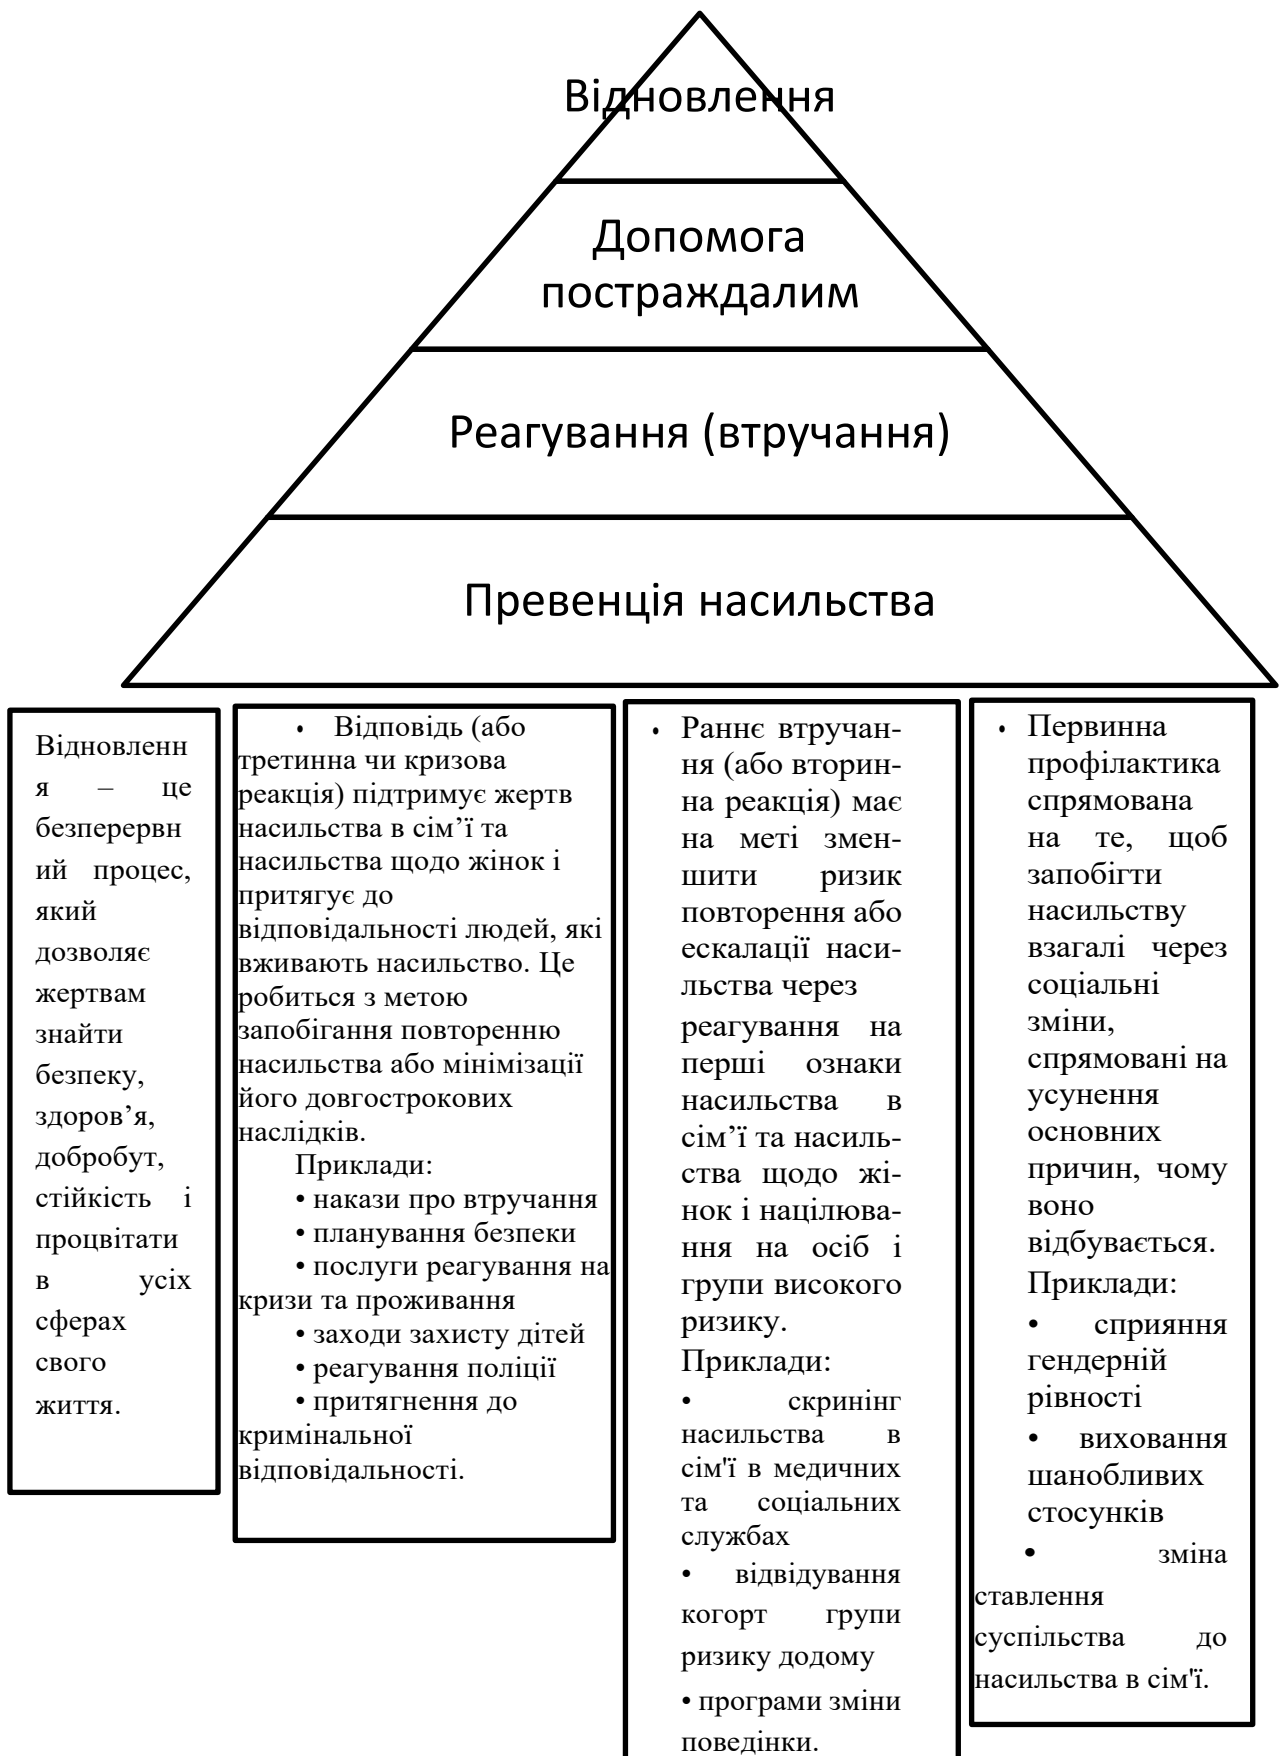 Відновлення
Допомога
постраждалим
Реагування (втручання)
Превенція насильства
Відновленн
я – це
безперервн
ий процес,
який
дозволяє
жертвам
знайти
безпеку,
здоров’я,
добробут,
стійкість і
процвітати
в усіх
сферах
свого
життя.
• Відповідь (або
третинна чи кризова
реакція) підтримує жертв
насильства в сім’ї та
насильства щодо жінок і
притягує до
відповідальності людей, які
вживають насильство. Це
робиться з метою
запобігання повторенню
насильства або мінімізації
його довгострокових
наслідків.
Приклади:
• накази про втручання
• планування безпеки
• послуги реагування на
кризи та проживання
• заходи захисту дітей
• реагування поліції
• притягнення до
кримінальної
відповідальності.
• Раннє втручан-
ня (або вторин-
на реакція) має
на меті змен-
шити ризик
повторення або
ескалації наси-
льства через
реагування на
перші ознаки
насильства в
сім’ї та насиль-
ства щодо жі-
нок і націлюва-
ння на осіб і
групи високого
ризику.
Приклади:
• скринінг
насильства в
сім'ї в медичних
та соціальних
службах
• відвідування
когорт групи
ризику додому
• програми зміни
поведінки.
• Первинна
профілактика
спрямована
на те, щоб
запобігти
насильству
взагалі через
соціальні
зміни,
спрямовані на
усунення
основних
причин, чому
воно
відбувається.
Приклади:
• сприяння
гендерній
рівності
• виховання
шанобливих
стосунків
• зміна
ставлення
суспільства до
насильства в сім'ї.